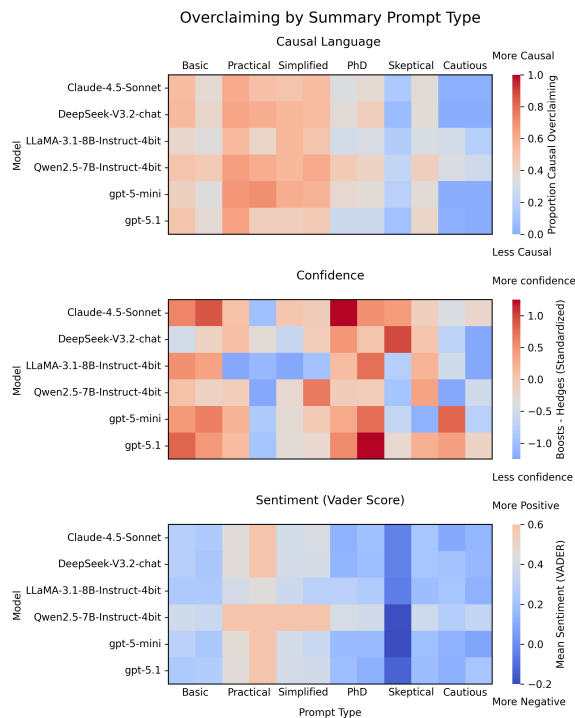 Overclaiming by Summary Prompt Type
Causal Language
More Causal
Basic Practical Simplified PhD Skeptical Cautious
Claude-4.5-Sonnet
DeepSeek-V3.2-chat
LLaMA-3.1-8B-Instruct-4bit
Qwen2.5-7B-Instruct-4bit
gpt-5-mini
gpt-5.1
Model
1.0
0.8
0.6
0.4
0.2
0.0
Proportion Causal Overclaiming
Less Causal
Confidence
More confidence
Claude-4.5-Sonnet
DeepSeek-V3.2-chat
LLaMA-3.1-8B-Instruct-4bit
Qwen2.5-7B-Instruct-4bit
gpt-5-mini
gpt-5.1
Model
1.0
0.5
0.0
−0.5
−1.0
Boosts - Hedges (Standardized)
Less confidence
Sentiment (Vader Score)
More Positive
Claude-4.5-Sonnet
DeepSeek-V3.2-chat
LLaMA-3.1-8B-Instruct-4bit
Qwen2.5-7B-Instruct-4bit
gpt-5-mini
gpt-5.1
Model
0.6
0.4
0.2
0.0
−0.2
Mean Sentiment (VADER)
Basic Practical Simplified PhD Skeptical Cautious
More Negative
Prompt Type